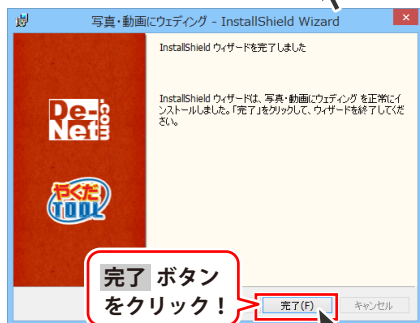 写真・動画にウェディング - InstallShield Wizard
InstallShield ウィザードを完了しました
InstallShield ウィザードは、写真・動画にウェディング を正常にイ
ンストールしました。「完了」をクリックして、ウィザードを終了してくだ
さい。
De-
Net
.com
やくだ!
TOOL
完了 ボタン
をクリック!
完了(F)
キャンセル